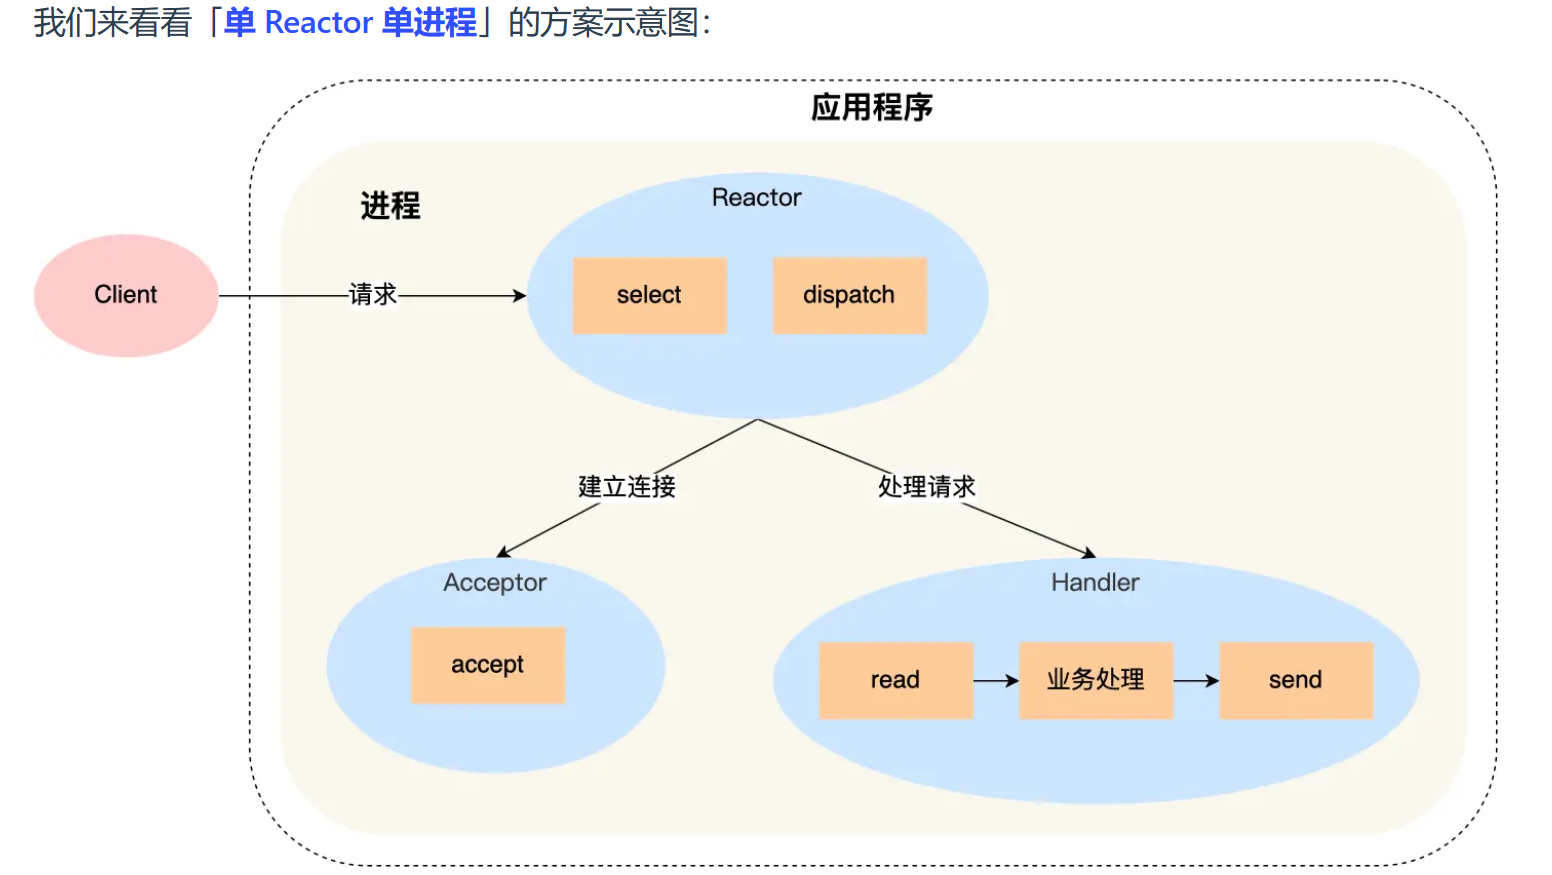 我们来看看「单 Reactor 单进程」的方案示意图：
应用程序
进程
Reactor
Client
请求
select
dispatch
建立连接
处理请求
Acceptor
Handler
accept
read
业务处理
send